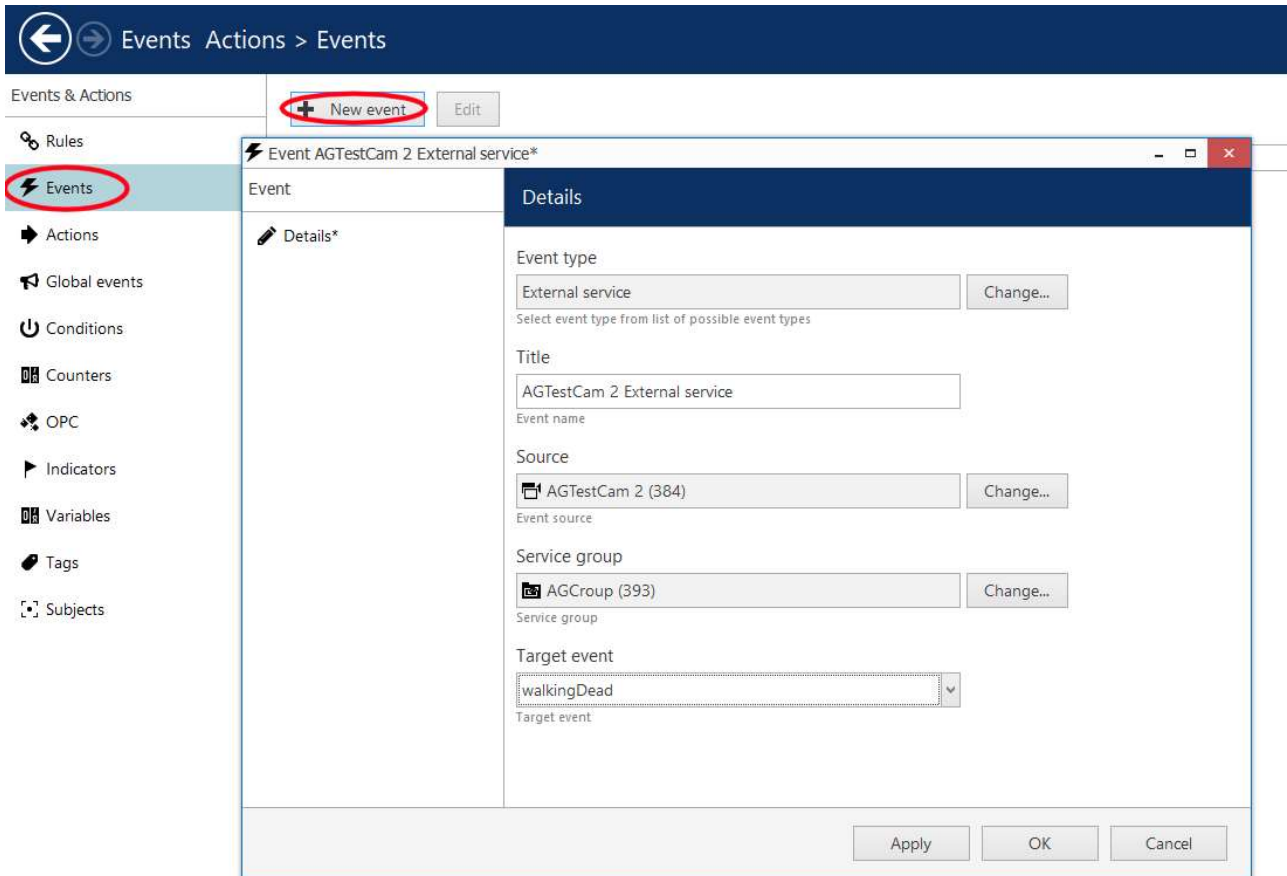 Events Actions > Events
Events & Actions
New event
Edit
Rules
Events
Actions
Global events
Conditions
Counters
OPC
Indicators
Variables
Tags
Subjects
Event AGTestCam 2 External service*
Event
Details*
Details
Event type
External service
Change...
Select event type from list of possible event types
Title
AGTestCam 2 External service
Event name
Source
AGTestCam 2 (384)
Change...
Event source
Service group
AGCroup (393)
Change...
Service group
Target event
walkingDead
Target event
Apply
OK
Cancel